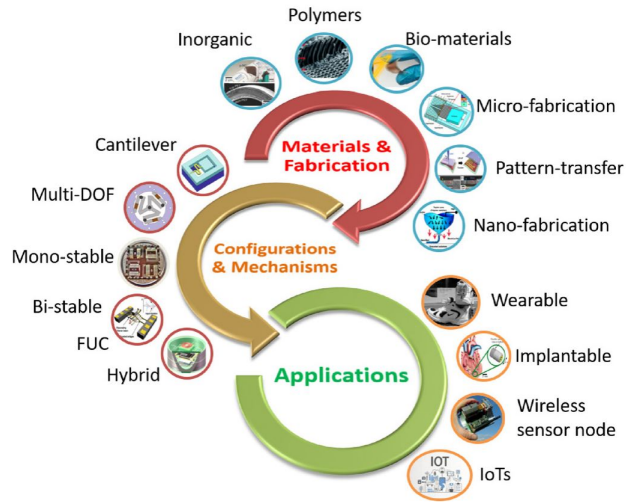 Polymers
Inorganic
Bio-materials
Micro-fabrication
Materials &
Fabrication
Cantilever
Pattern-transfer
Multi-DOF
Nano-fabrication
Configurations
& Mechanisms
Mono-stable
Wearable
Bi-stable
FUC
Implantable
Hybrid
Applications
Wireless
sensor node
IOT
IoTs